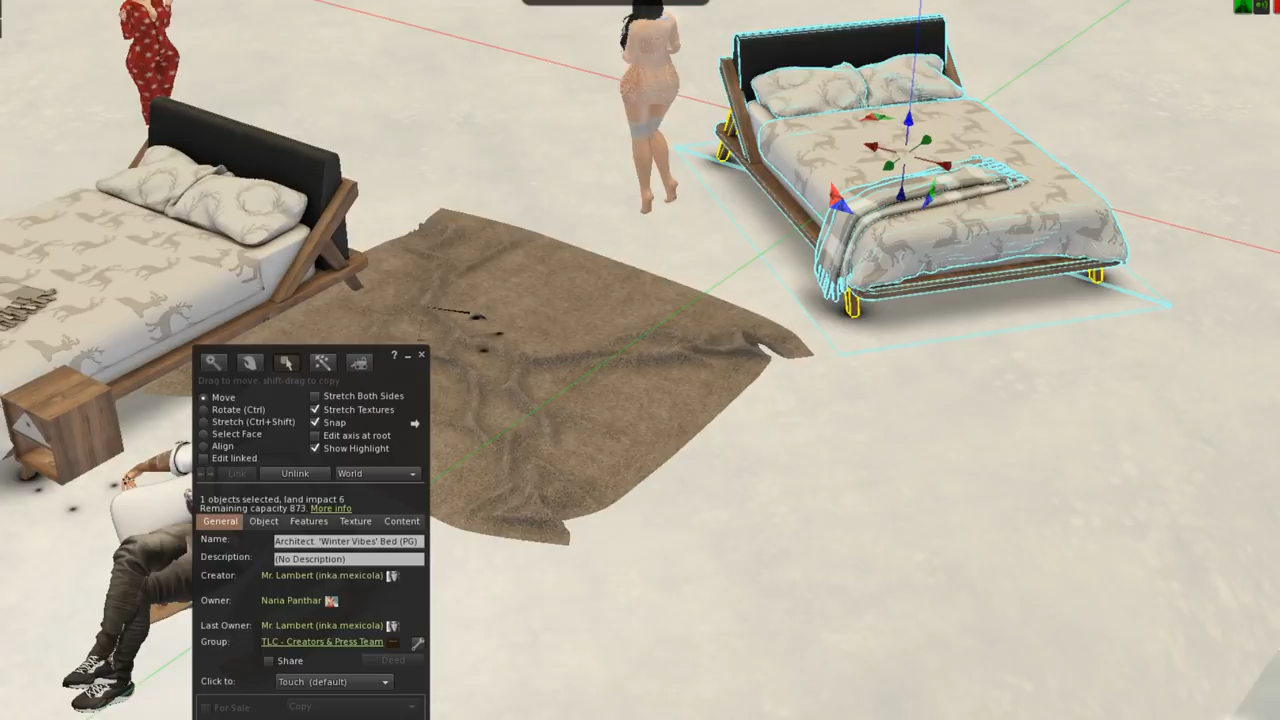 ?
Drag to move, shift-drag to copy
Move
Stretch Both Sides
Rotate (Ctrl)
Stretch Textures
Stretch (Ctrl+Shift)
Snap
Select Face
Edit axis at root
Align
Show Highlight
Edit linked
Link
Unlink
World
1 objects selected, land impact 6
Remaining capacity 873. More info
General Object Features Texture Content
Name: Architect. 'Winter Vibes' Bed (PG)
Description: (No Description)
Creator: Mr. Lambert (inka.mexicola)
Owner: Naria Panthar
Last Owner: Mr. Lambert (inka.mexicola)
Group: TLC - Creators & Press Team
Share
Deed
Click to: Touch (default)
For Sale
Copy